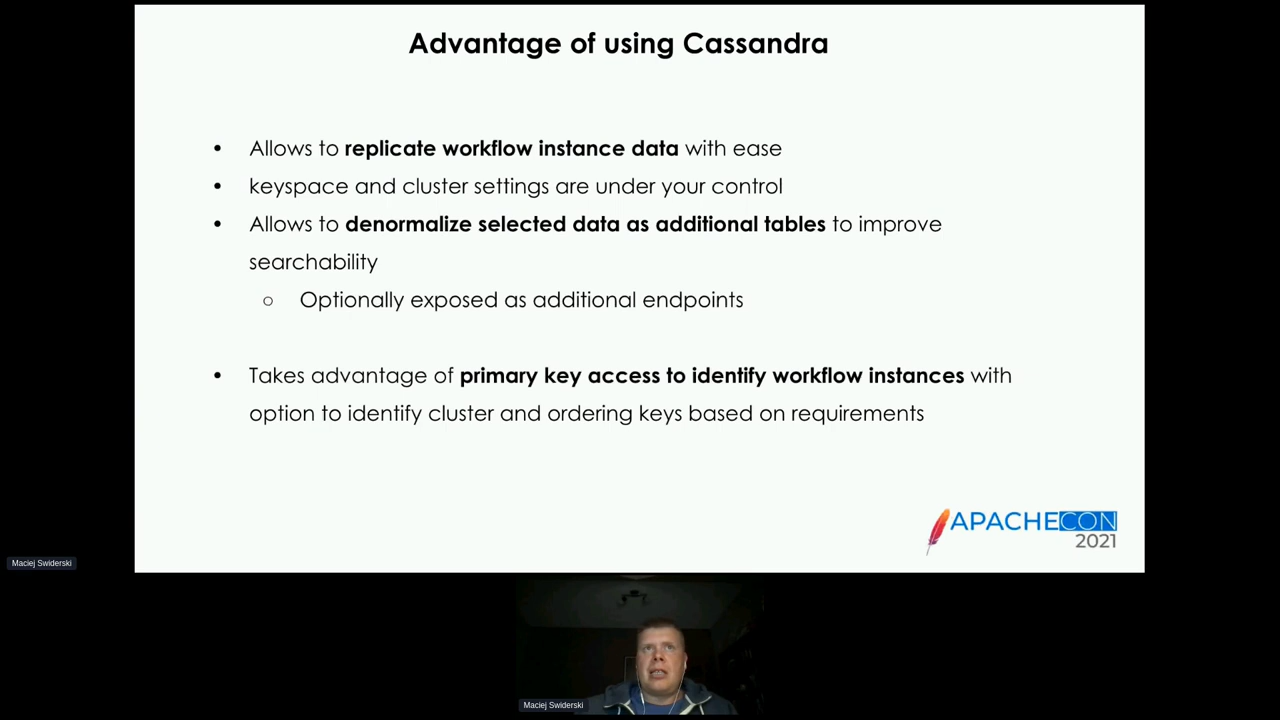 Advantage of using Cassandra
• Allows to replicate workflow instance data with ease
• keyspace and cluster settings are under your control
• Allows to denormalize selected data as additional tables to improve
searchability
○ Optionally exposed as additional endpoints
• Takes advantage of primary key access to identify workflow instances with
option to identify cluster and ordering keys based on requirements
APACHECON
2021
Maciej Swiderski
Maciej Swiderski